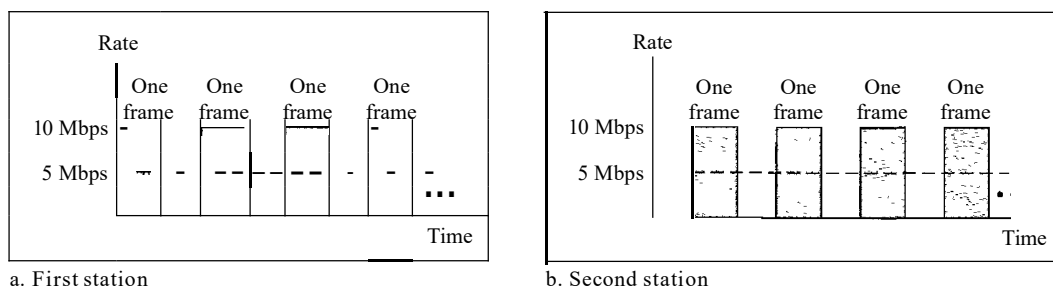 Rate
One One One One
frame frame frame frame
10 Mbps
5 Mbps
...
Time
a. First station
Rate
One One One One
frame frame frame frame
10 Mbps
5 Mbps
..
Time
b. Second station